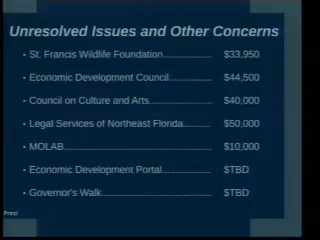 Unresolved Issues and Other Concerns
• St. Francis Wildlife Foundation................... $33,950
• Economic Development Council................ $44,500
• Council on Culture and Arts....................... $40,000
• Legal Services of Northeast Florida.......... $50,000
• MOLAB....................................................... $10,000
• Economic Development Portal.................. $TBD
• Governor's Walk........................................ $TBD